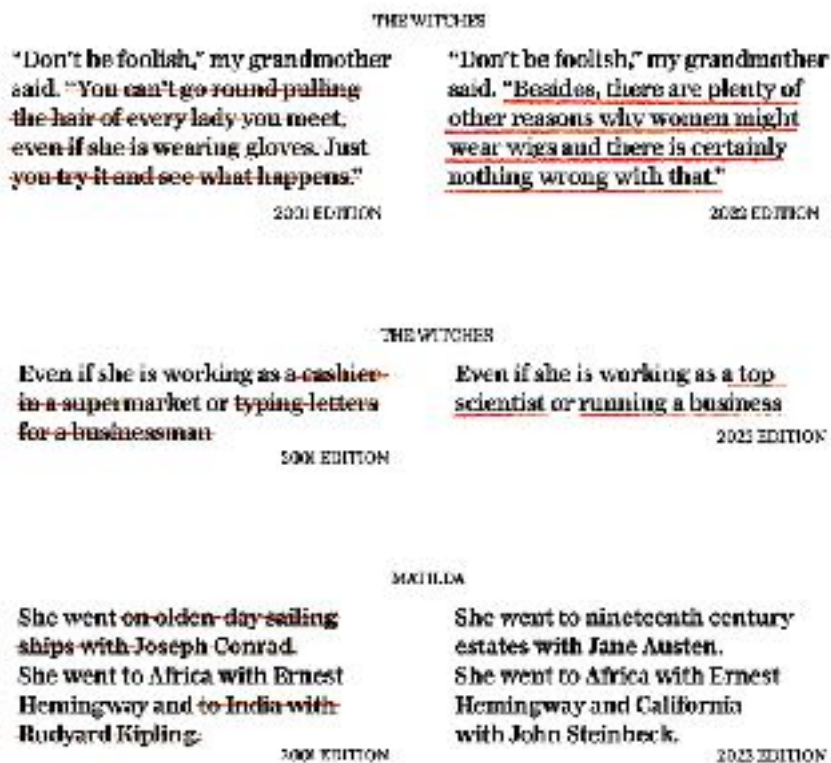 THE WITCHES
"Don't be foolish," my grandmother
said. "You can't go round pulling
the hair of every lady you meet,
even if she is wearing gloves. Just
you try it and see what happens."
2001 EDITION
"Don't be foolish," my grandmother
said. "Besides, there are plenty of
other reasons why women might
wear wigs and there is certainly
nothing wrong with that."
2022 EDITION
THE WITCHES
Even if she is working as a cashier
in a supermarket or typing letters
for a businessman
2001 EDITION
Even if she is working as a top
scientist or running a business
2023 EDITION
MATILDA
She went on olden-day sailing
ships with Joseph Conrad.
She went to Africa with Ernest
Hemingway and to India with
Rudyard Kipling.
2001 EDITION
She went to nineteenth century
estates with Jane Austen.
She went to Africa with Ernest
Hemingway and California
with John Steinbeck.
2023 EDITION